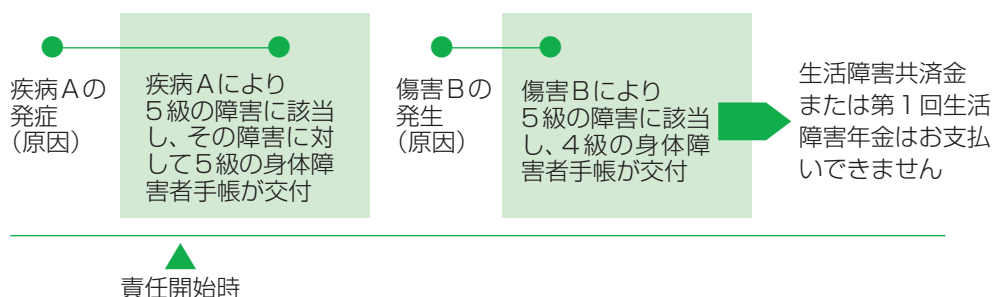 疾病Aの
発症
（原因）
疾病Aにより
5級の障害に該当
し、その障害に対
して5級の身体障
害者手帳が交付
傷害Bの
発生
（原因）
傷害Bにより
5級の障害に該当
し、4級の身体障
害者手帳が交付
生活障害共済金
または第1回生活
障害年金はお支払
いできません
責任開始時